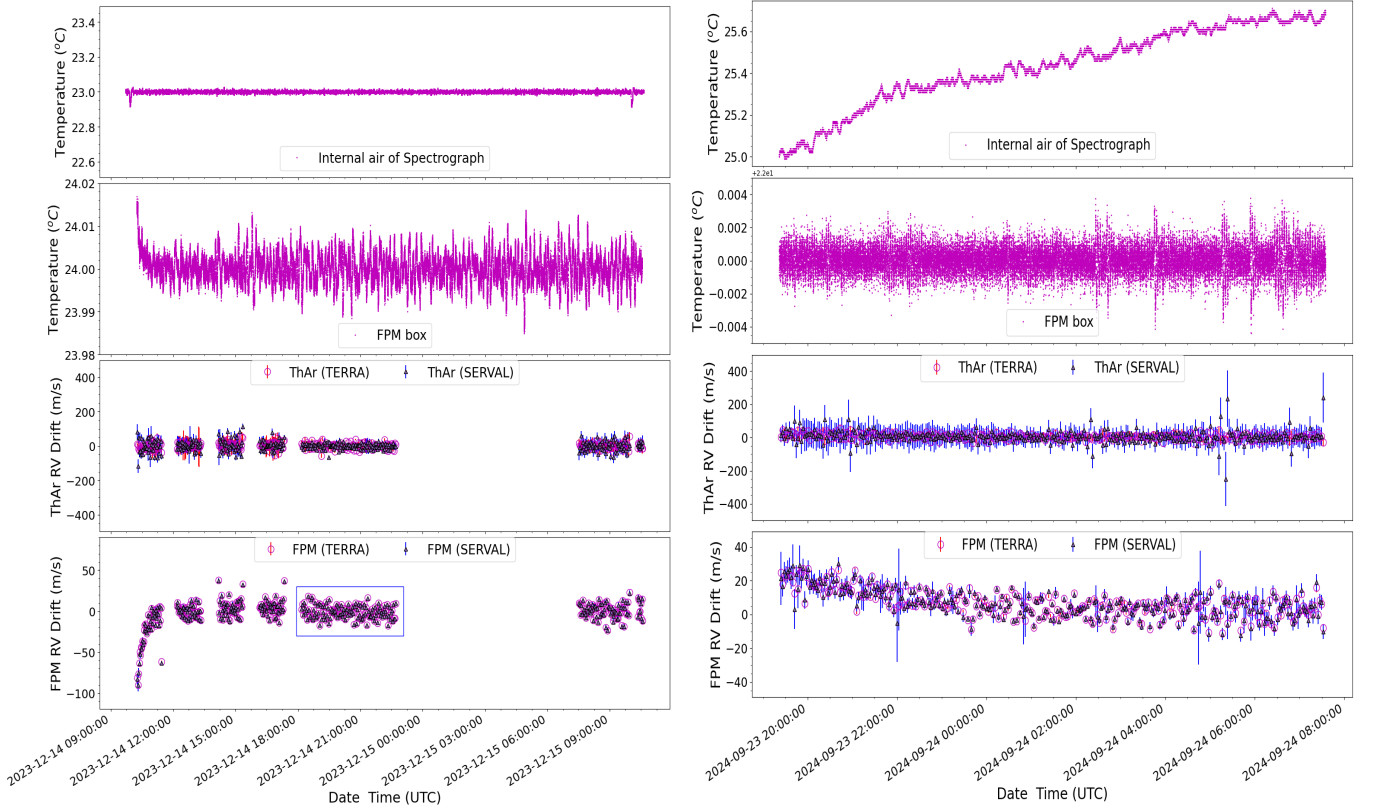 Temperature (°C)
23.4
23.2
23.0
22.8
22.6
Internal air of Spectrograph
Temperature (°C)
24.02
24.01
24.00
23.99
23.98
FPM box
ThAr RV Drift (m/s)
400
200
0
−200
−400
ThAr (TERRA)
ThAr (SERVAL)
FPM RV Drift (m/s)
50
0
−50
−100
FPM (TERRA)
FPM (SERVAL)
2023-12-14 09:00:00
2023-12-14 12:00:00
2023-12-14 15:00:00
2023-12-14 18:00:00
2023-12-14 21:00:00
2023-12-15 00:00:00
2023-12-15 03:00:00
2023-12-15 06:00:00
2023-12-15 09:00:00
Date Time (UTC)
Temperature (°C)
25.6
25.4
25.2
25.0
Internal air of Spectrograph
+2.2e1
Temperature (°C)
0.004
0.002
0.000
−0.002
−0.004
FPM box
ThAr RV Drift (m/s)
400
200
0
−200
−400
ThAr (TERRA)
ThAr (SERVAL)
FPM RV Drift (m/s)
40
20
0
−20
−40
FPM (TERRA)
FPM (SERVAL)
2024-09-23 20:00:00
2024-09-23 22:00:00
2024-09-24 00:00:00
2024-09-24 02:00:00
2024-09-24 04:00:00
2024-09-24 06:00:00
2024-09-24 08:00:00
Date Time (UTC)